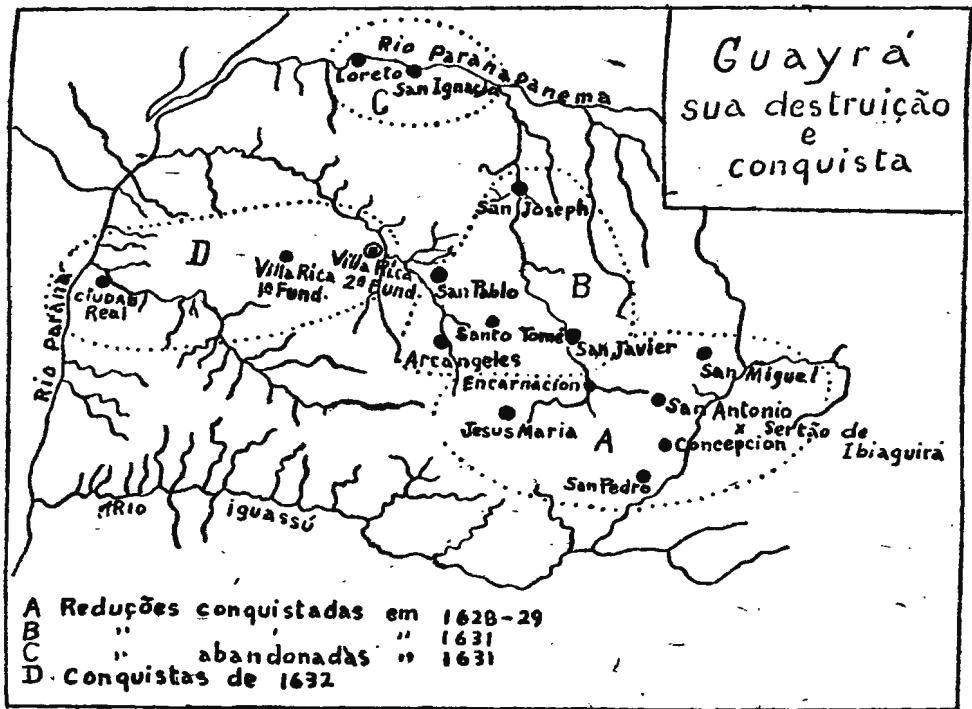 Guayrá
sua destruição
e
conquista
Rio Paranapanema
Loreto
San Ignacio
C
San Joseph
D
Villa Rica
1ª Fund.
Villa Rica
2ª Fund.
San Pablo
B
Ciudad
Real
Rio Paraná
Santo Tomé
San Javier
Arcangeles
San Miguel
Encarnacion
San Antonio
Jesus Maria
A
x Sertão de
Ibiaguirá
Concepcion
San Pedro
Rio Iguassú
A Reduções conquistadas em 1628-29
B " " " 1631
C " abandonadas " 1631
D Conquistas de 1632